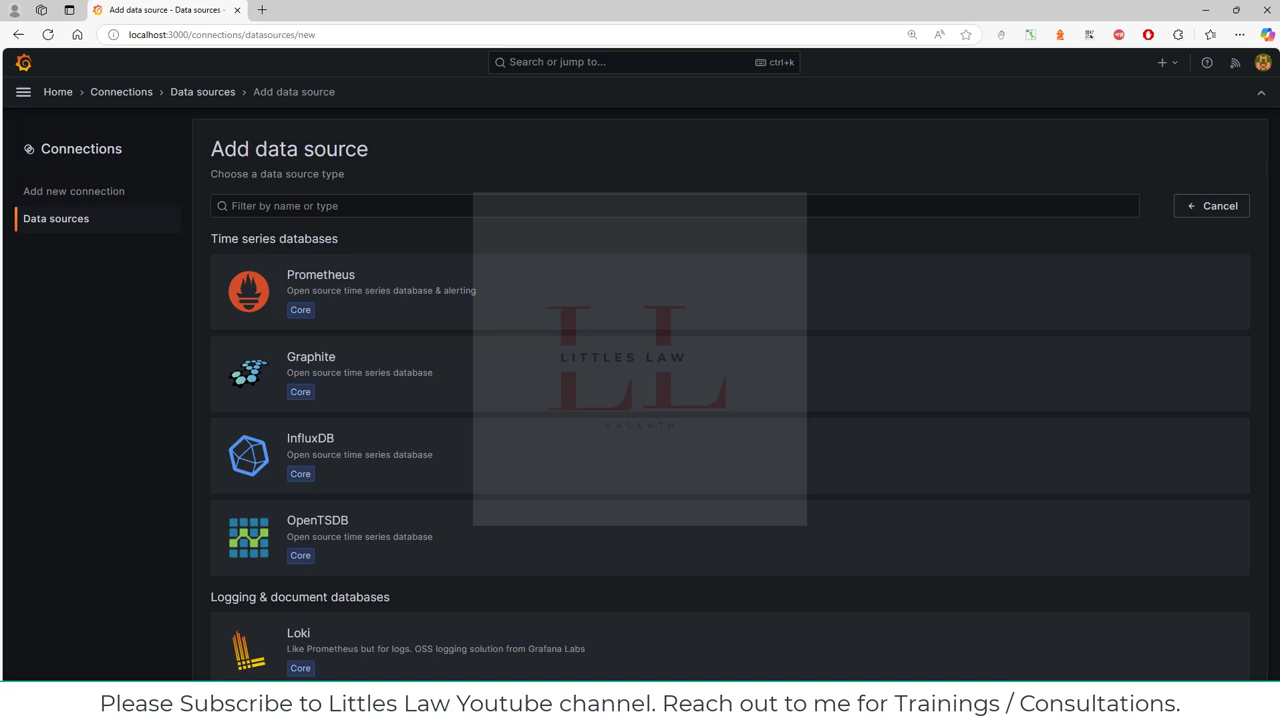 Add data source - Data sources -
localhost:3000/connections/datasources/new
Search or jump to...
ctrl+k
Home › Connections › Data sources › Add data source
Connections
Add new connection
Data sources
Add data source
Choose a data source type
Filter by name or type
Cancel
Time series databases
Prometheus
Open source time series database & alerting
Core
Graphite
Open source time series database
Core
LITTLES LAW
VASANTH
InfluxDB
Open source time series database
Core
OpenTSDB
Open source time series database
Core
Logging & document databases
Loki
Like Prometheus but for logs. OSS logging solution from Grafana Labs
Core
Please Subscribe to Littles Law Youtube channel. Reach out to me for Trainings / Consultations.